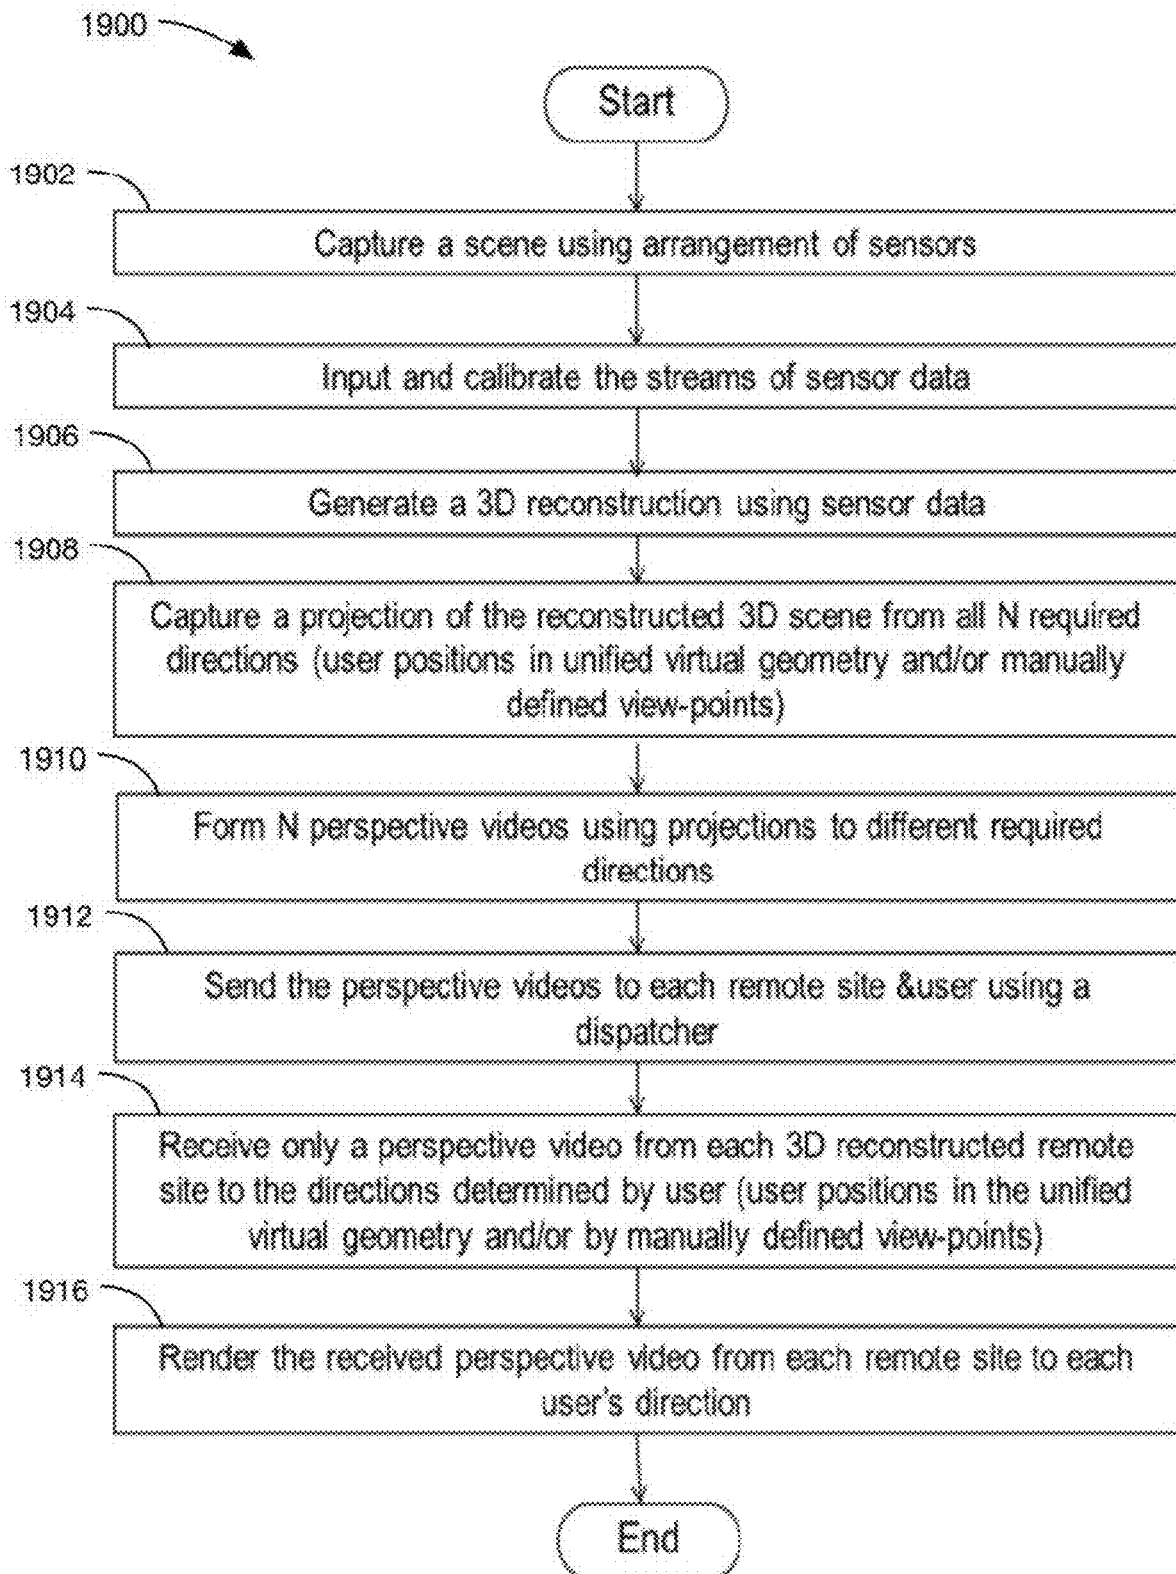 1900
Start
1902
Capture a scene using arrangement of sensors
1904
Input and calibrate the streams of sensor data
1906
Generate a 3D reconstruction using sensor data
1908
Capture a projection of the reconstructed 3D scene from all N required
directions (user positions in unified virtual geometry and/or manually
defined view-points)
1910
Form N perspective videos using projections to different required
directions
1912
Send the perspective videos to each remote site &user using a
dispatcher
1914
Receive only a perspective video from each 3D reconstructed remote
site to the directions determined by user (user positions in the unified
virtual geometry and/or by manually defined view-points)
1916
Render the received perspective video from each remote site to each
user's direction
End